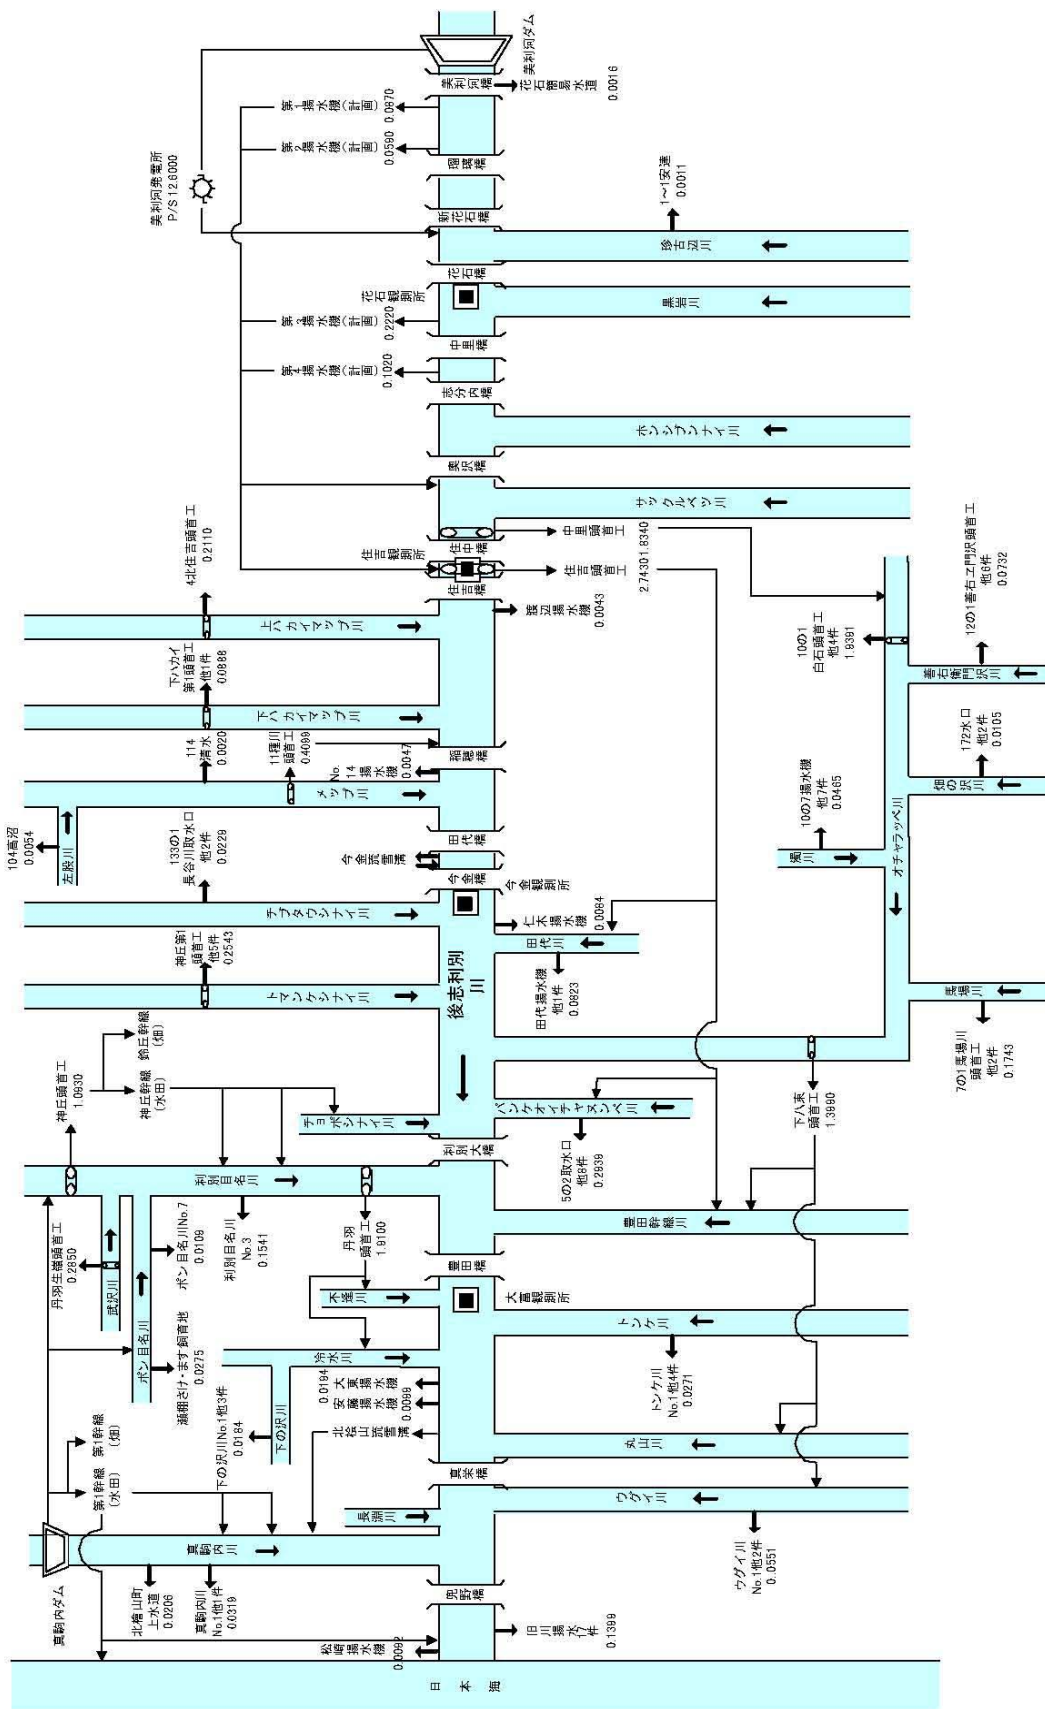 美利河ダム
美利河橋
花石簡易水道
0.0016
第1揚水機(計画)
0.0870
第2揚水機(計画)
0.0590
瑠璃橋
美利河発電所
P/S 12.6000
新花石橋
1～1安達
0.0011
珍古辺川
花石橋
花石観測所
黒岩川
第3揚水機(計画)
0.2220
中里橋
第4揚水機(計画)
0.1020
志分内橋
ホンシブンナイ川
奥沢橋
サックルベツ川
中里頭首工
1.8340
住中橋
住吉観測所
住吉頭首工
2.7430
住吉橋
渡辺揚水機
0.0043
4北住吉頭首工
0.2110
上ハカイマップ川
下ハカイ
第1頭首工
他1件
0.0888
下ハカイマップ川
稲穂橋
114
清水
0.0020
11種川
頭首工
0.4099
No.
14揚水機
0.0047
メップ川
104高沼
0.0054
左股川
田代橋
今金流雪溝
今金橋
今金観測所
133の1
長谷川取水口
他2件
0.0229
チブタウシナイ川
仁木揚水機
0.0084
田代川
田代揚水機
他1件
0.0823
神丘第1
頭首工
他5件
0.2543
トマンケシナイ川
後志利別川
10の1
白石頭首工
他4件
1.9391
12の1善右ヱ門沢頭首工
他6件
0.0732
善右衛門沢川
172水口
他2件
0.0105
畑の沢川
10の7揚水機
他7件
0.0465
濁川
オチャラッペ川
馬場川
7の1馬場川
頭首工
他2件
0.1743
下八束
頭首工
1.3980
神丘頭首工
1.0930
鈴丘幹線
(畑)
神丘幹線
(水田)
チョポシナイ川
パンケオイチャヌンペ川
5の2取水口
他8件
0.2939
利別大橋
利別目名川
利別目名川
No.3
0.1541
ポン目名川No.7
0.0109
丹羽生嶺頭首工
0.2850
武沢川
ポン目名川
瀬棚さけ・ます飼育地
0.0275
丹羽
頭首工
1.9100
豊田幹線川
豊田橋
不蓬川
大富観測所
トンケ川
トンケ川
No.1他4件
0.0271
冷水川
下の沢川
下の沢川No.1他3件
0.0184
大東揚水機
0.0194
安藤揚水機
0.0099
北桧山流雪溝
丸山川
真栄橋
ウグイ川
ウグイ川
No.1他2件
0.0551
長淵川
第1幹線
(畑)
第1幹線
(水田)
真駒内ダム
真駒内川
北檜山町
上水道
0.0206
真駒内川
No.1他1件
0.0319
兜野橋
旧川揚水
17件
0.1399
松崎揚水機
0.0092
日本海